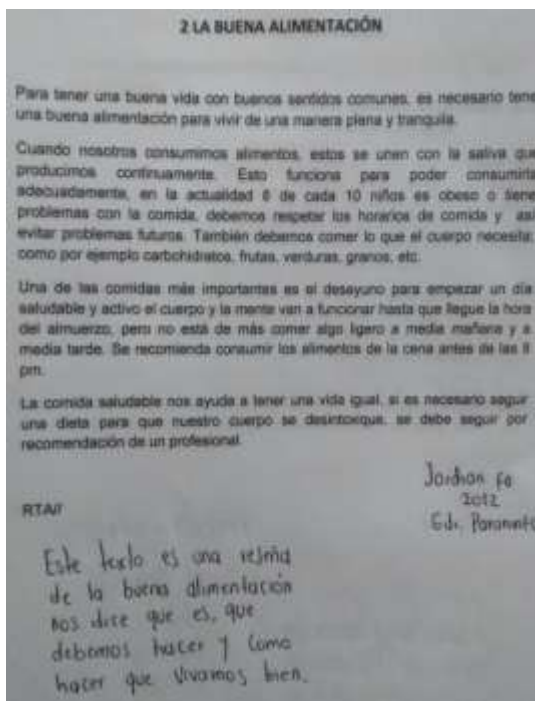 2 LA BUENA ALIMENTACIÓN
Para tener una buena vida con buenos sentidos comunes, es necesario tene
una buena alimentación para vivir de una manera plena y tranquila.
Cuando nosotros consumimos alimentos, estos se unen con la saliva que
producimos continuamente. Esto funciona para poder consumirla
adecuadamente, en la actualidad 6 de cada 10 niños es obeso o tiene
problemas con la comida, debemos respetar los horarios de comida y así
evitar problemas futuros. También debemos comer lo que el cuerpo necesita;
como por ejemplo carbohidratos, frutas, verduras, granos, etc.
Una de las comidas más importantes es el desayuno para empezar un día
saludable y activo el cuerpo y la mente van a funcionar hasta que llegue la hora
del almuerzo, pero no está de más comer algo ligero a media mañana y a
media tarde. Se recomienda consumir los alimentos de la cena antes de las 8
pm.
La comida saludable nos ayuda a tener una vida igual, si es necesario seguir
una dieta para que nuestro cuerpo se desintoxique, se debe seguir por
recomendación de un profesional.
2012
RTA//
Este texto es una reseña
de la buena alimentación
nos dice que es, que
debemos hacer y como
hacer que vivamos bien.